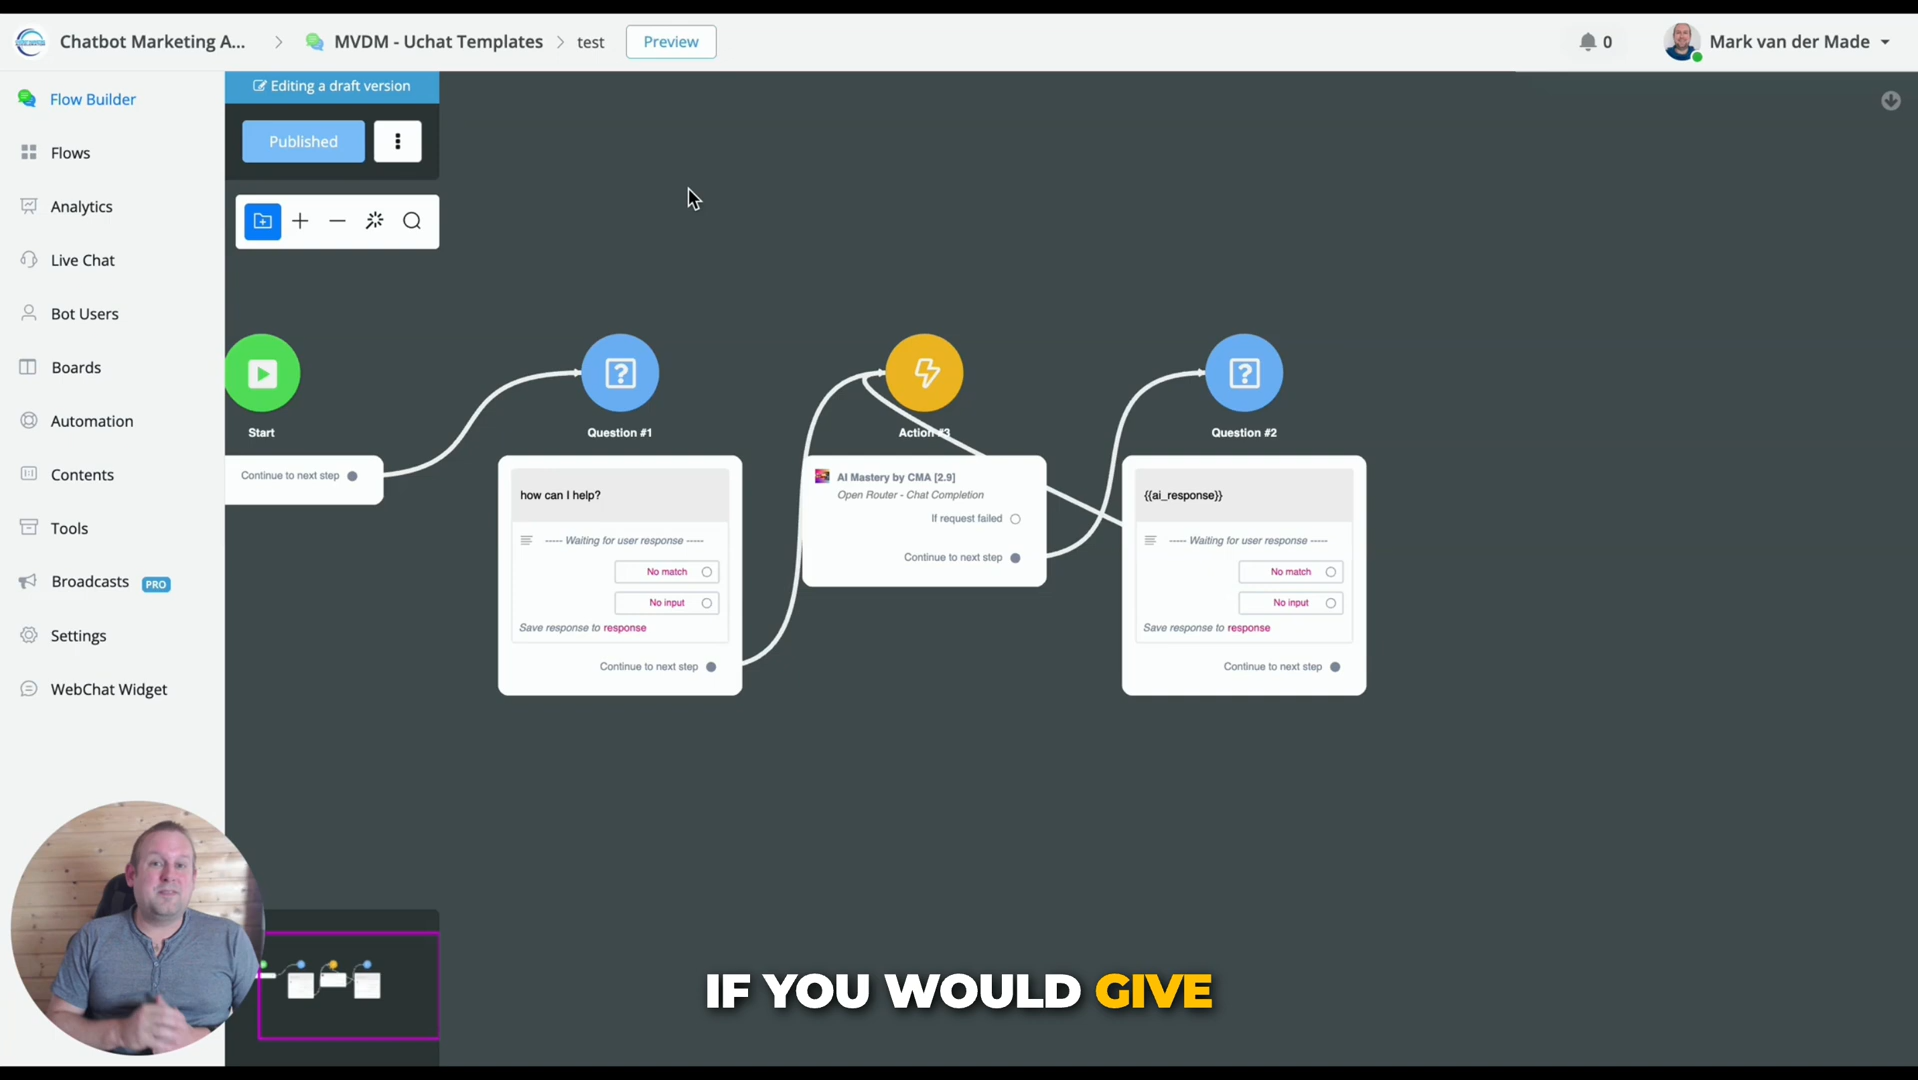 Chatbot Marketing A...
MVDM - Uchat Templates
test
Preview
0
Mark van der Made
Flow Builder
Flows
Analytics
Live Chat
Bot Users
Boards
Automation
Contents
Tools
Broadcasts PRO
Settings
WebChat Widget
Editing a draft version
Published
Start
Continue to next step
Question #1
how can I help?
----- Waiting for user response -----
No match
No input
Save response to response
Continue to next step
Action #3
AI Mastery by CMA [2.9]
Open Router - Chat Completion
If request failed
Continue to next step
Question #2
{{ai_response}}
----- Waiting for user response -----
No match
No input
Save response to response
Continue to next step
IF YOU WOULD GIVE